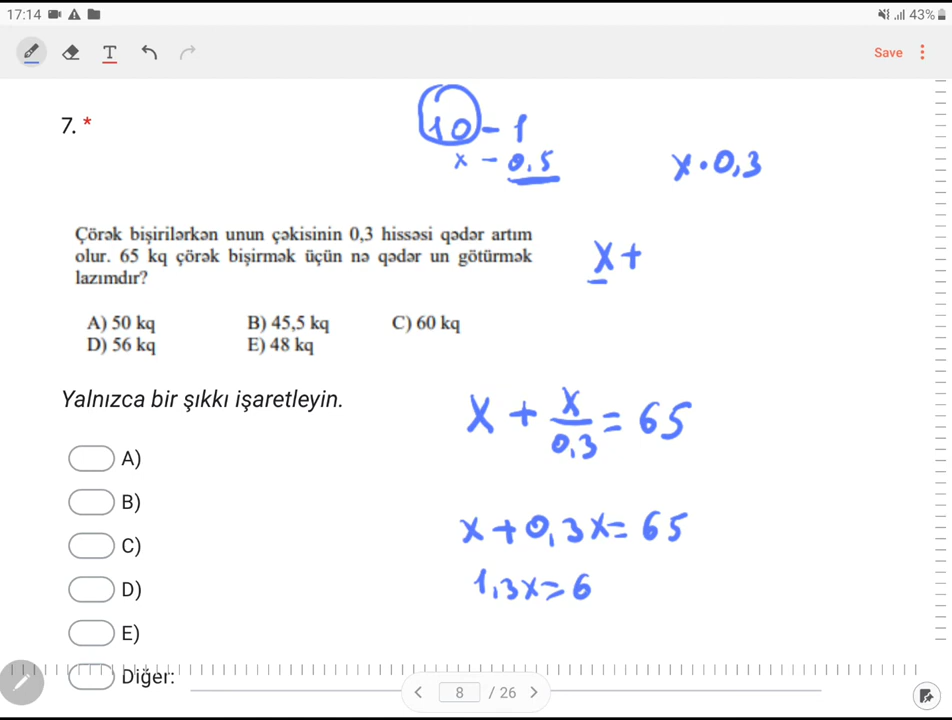 17:14 43%
T Save
7. *
10 - 1
x - 0,5
x · 0,3
Çörək bişirilərkən unun çəkisinin 0,3 hissəsi qədər artım
olur. 65 kq çörək bişirmək üçün nə qədər un götürmək
lazımdır?
x +
A) 50 kq B) 45,5 kq C) 60 kq
D) 56 kq E) 48 kq
Yalnızca bir şıkkı işaretleyin.
x + x/0,3 = 65
A)
B)
x + 0,3x = 65
C)
1,3x = 6
D)
E)
Diğer:
8 / 26